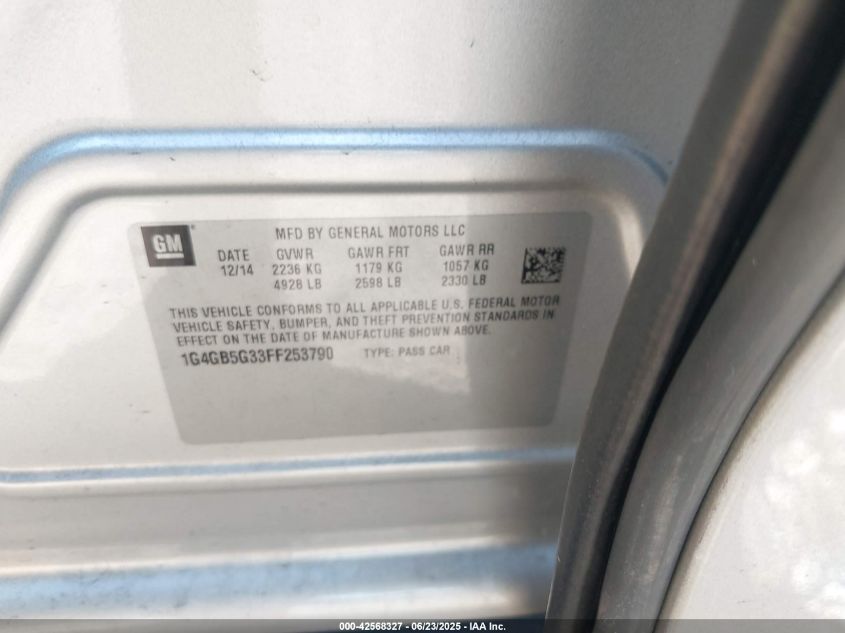 GM
MFD BY GENERAL MOTORS LLC
DATE GVWR GAWR FRT GAWR RR
12/14 2236 KG 1179 KG 1057 KG
4928 LB 2598 LB 2330 LB
THIS VEHICLE CONFORMS TO ALL APPLICABLE U.S. FEDERAL MOTOR
VEHICLE SAFETY, BUMPER, AND THEFT PREVENTION STANDARDS IN
EFFECT ON THE DATE OF MANUFACTURE SHOWN ABOVE.
1G4GB5G33FF253790 TYPE: PASS CAR
000-42568327 - 06/23/2025 - IAA Inc.